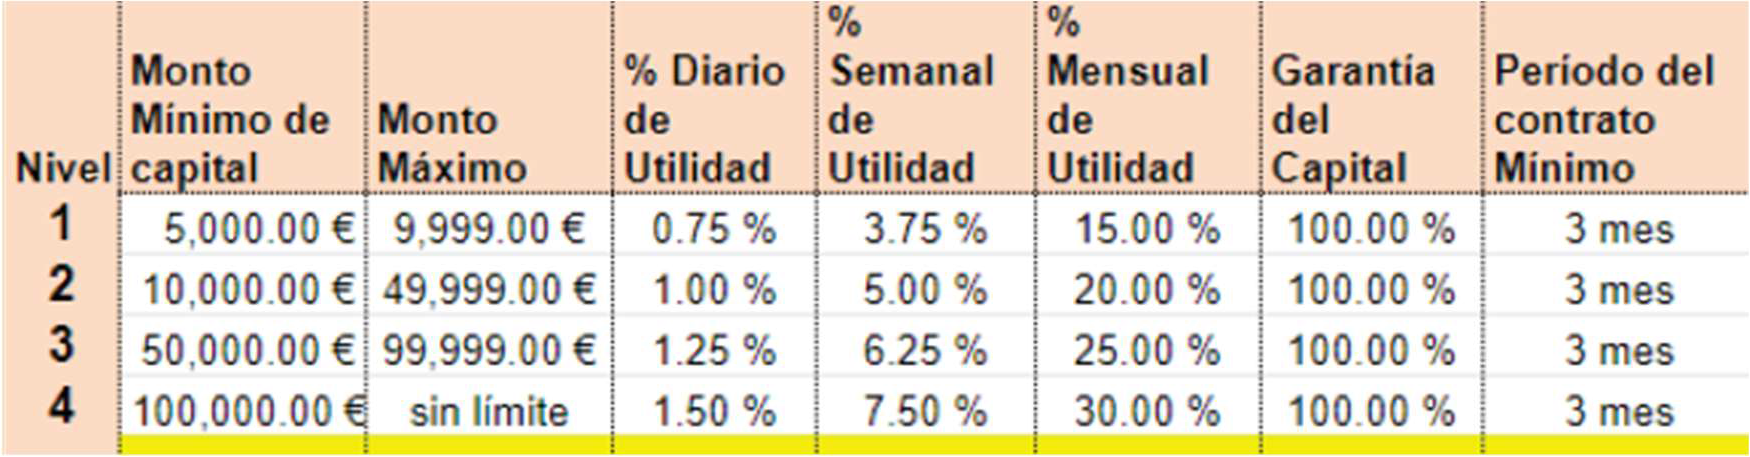 Nivel Monto Mínimo de capital Monto Máximo % Diario de Utilidad % Semanal de Utilidad % Mensual de Utilidad Garantía del Capital Período del contrato Mínimo
1 5,000.00 € 9,999.00 € 0.75 % 3.75 % 15.00 % 100.00 % 3 mes
2 10,000.00 € 49,999.00 € 1.00 % 5.00 % 20.00 % 100.00 % 3 mes
3 50,000.00 € 99,999.00 € 1.25 % 6.25 % 25.00 % 100.00 % 3 mes
4 100,000.00 € sin límite 1.50 % 7.50 % 30.00 % 100.00 % 3 mes